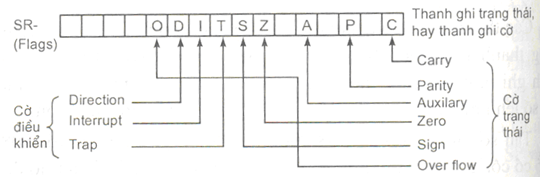 SR-
(Flags)
O D I T S Z A P C
Thanh ghi trạng thái,
hay thanh ghi cờ
Cờ
điều
khiển
Direction
Interrupt
Trap
Carry
Parity
Auxilary
Zero
Sign
Over flow
Cờ
trạng
thái